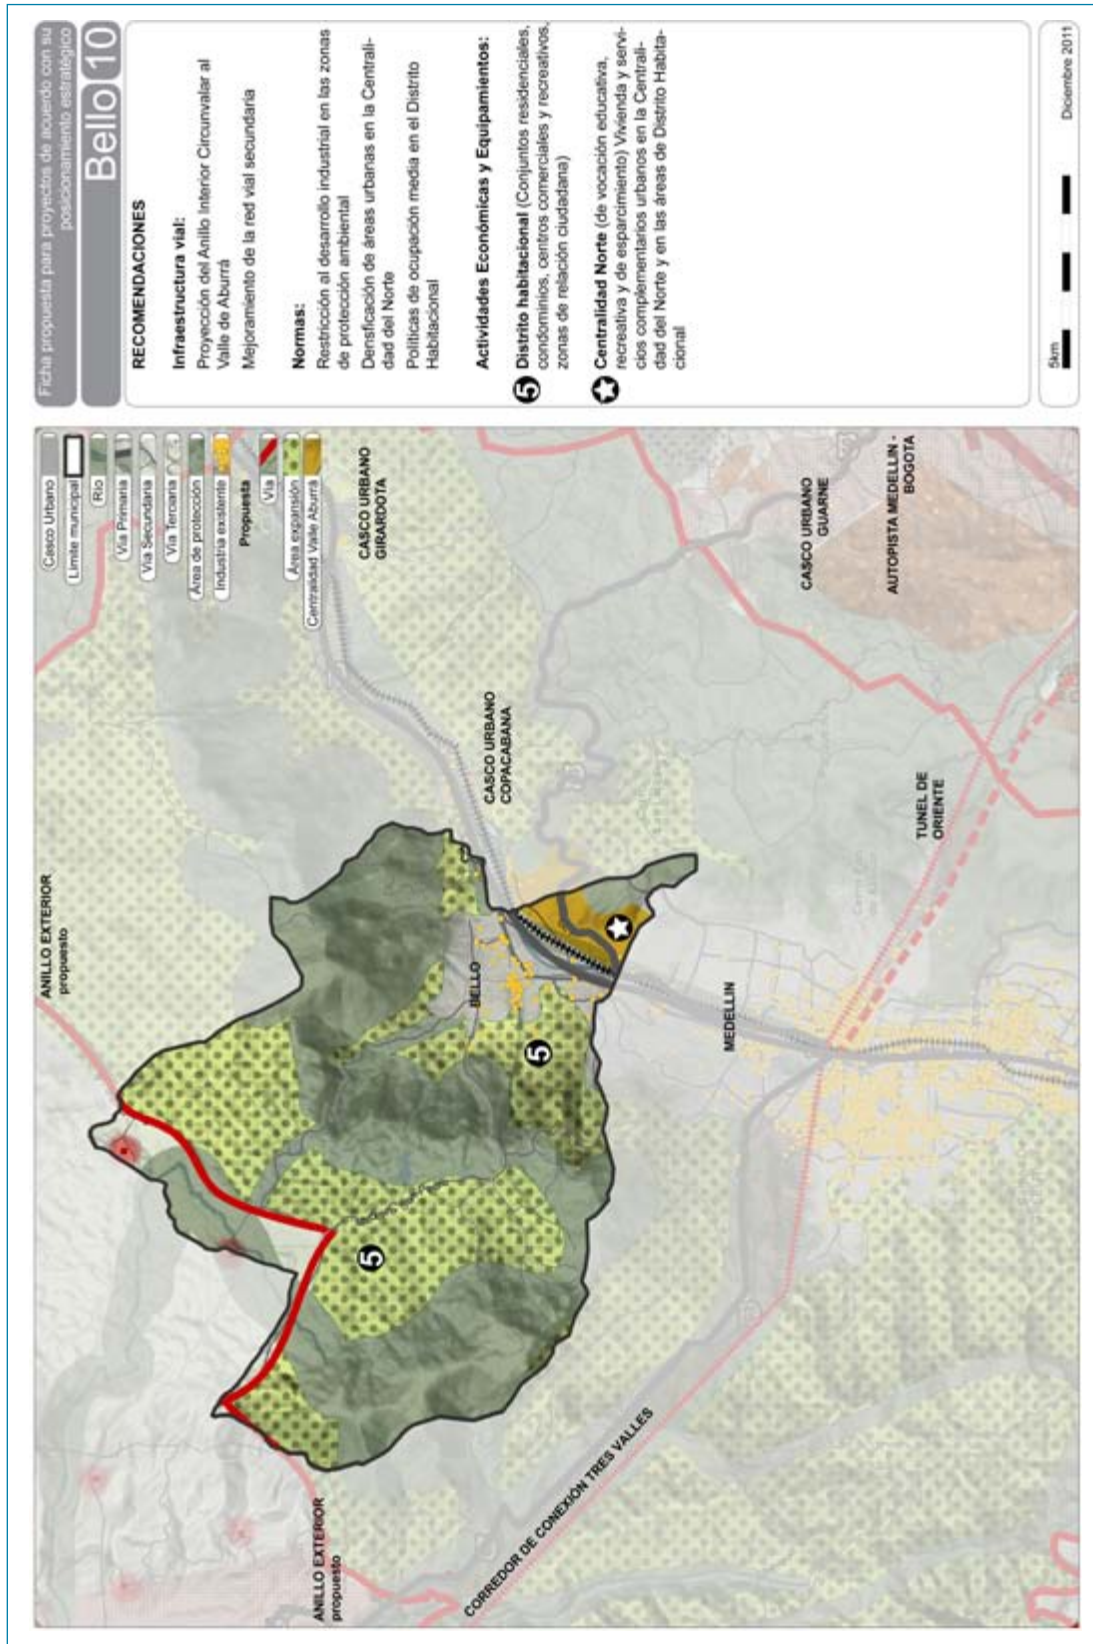 Ficha propuesta para proyectos de acuerdo con su
posicionamiento estratégico
Bello 10
RECOMENDACIONES
Infraestructura vial:
Proyección del Anillo Interior Circunvalar al
Valle de Aburrá
Mejoramiento de la red vial secundaria
Normas:
Restricción al desarrollo industrial en las zonas
de protección ambiental
Densficación de áreas urbanas en la Centrali-
dad del Norte
Políticas de ocupación media en el Distrito
Habitacional
Actividades Económicas y Equipamientos:
5 Distrito habitacional (Conjuntos residenciales,
condominios, centros comerciales y recreativos,
zonas de relación ciudadana)
Centralidad Norte (de vocación educativa,
recreativa y de esparcimiento) Vivienda y servi-
cios complementarios urbanos en la Centrali-
dad del Norte y en las áreas de Distrito Habita-
cional
5km
Diciembre 2011
Casco Urbano
Límite municipal
Río
Vía Primaria
Vía Secundaria
Vía Terciaria
Área de protección
Industria existente
Propuesta
Vía
Área expansión
Centralidad Valle Aburrá
ANILLO EXTERIOR
propuesto
CASCO URBANO
GIRARDOTA
CASCO URBANO
COPACABANA
CASCO URBANO
GUARNE
AUTOPISTA MEDELLIN -
BOGOTA
BELLO
5
5
MEDELLIN
TUNEL DE
ORIENTE
ANILLO EXTERIOR
propuesto
CORREDOR DE CONEXIÓN TRES VALLES